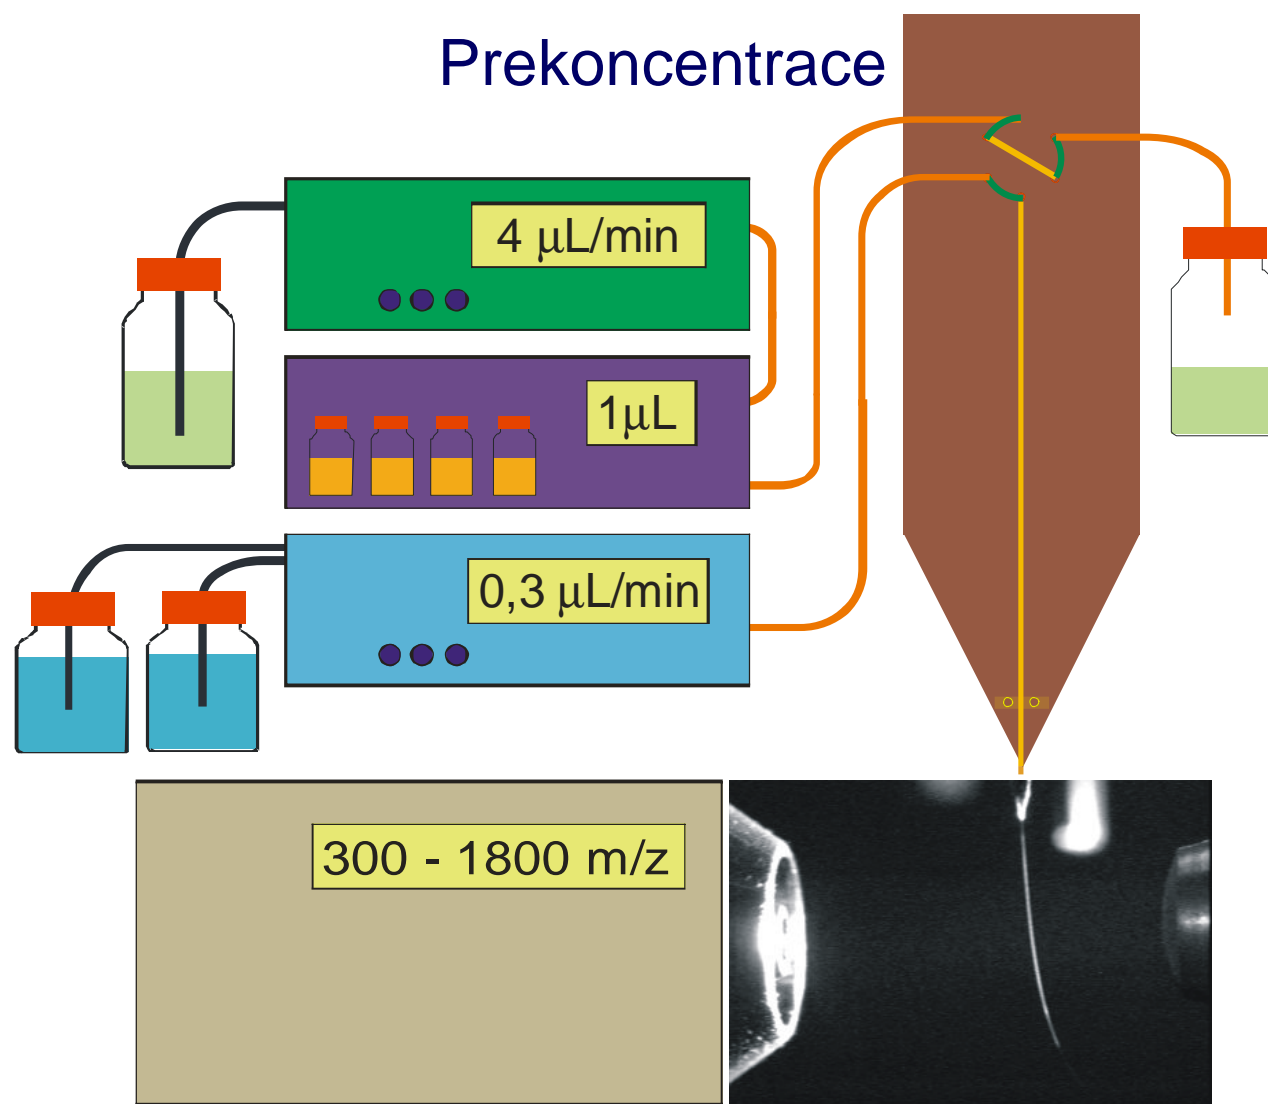 Prekoncentrace
4 μL/min
1μL
0,3 μL/min
300 - 1800 m/z